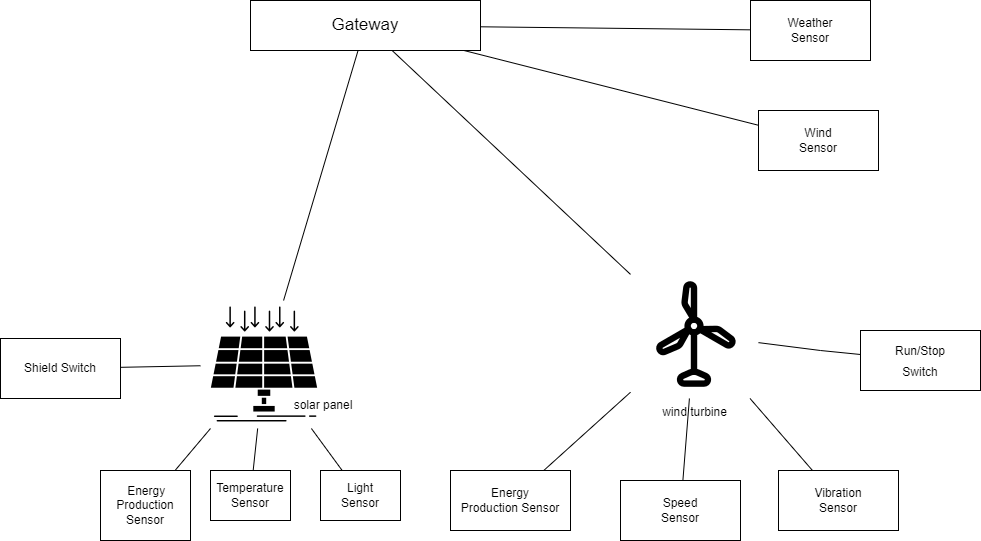 Gateway
Weather
Sensor
Wind
Sensor
Shield Switch
solar panel
wind turbine
Run/Stop
Switch
Energy
Production
Sensor
Temperature
Sensor
Light
Sensor
Energy
Production Sensor
Speed
Sensor
Vibration
Sensor